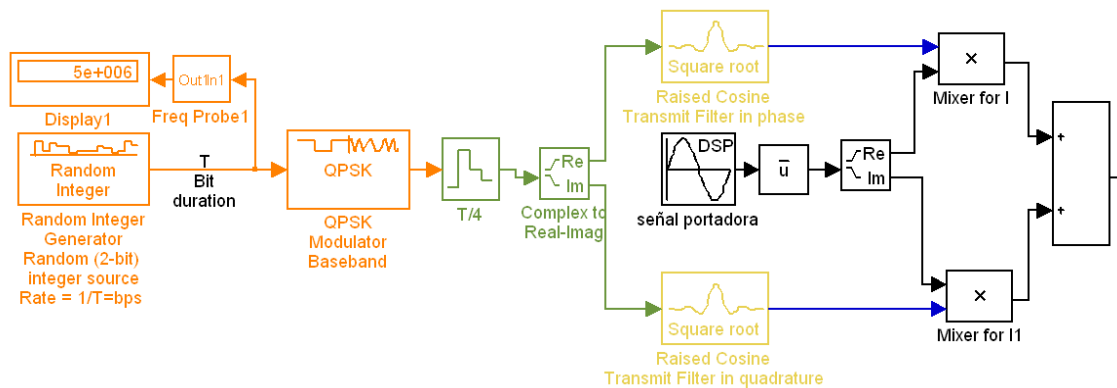 5e+006
Display1
Out1In1
Freq Probe1
Random
Integer
Random Integer
Generator
Random (2-bit)
integer source
Rate = 1/T=bps
T
Bit
duration
QPSK
QPSK
Modulator
Baseband
T/4
Re
Im
Complex to
Real-Imag
Square root
Raised Cosine
Transmit Filter in phase
DSP
señal portadora
u
Re
Im
Square root
Raised Cosine
Transmit Filter in quadrature
×
Mixer for I
×
Mixer for I1
+
+